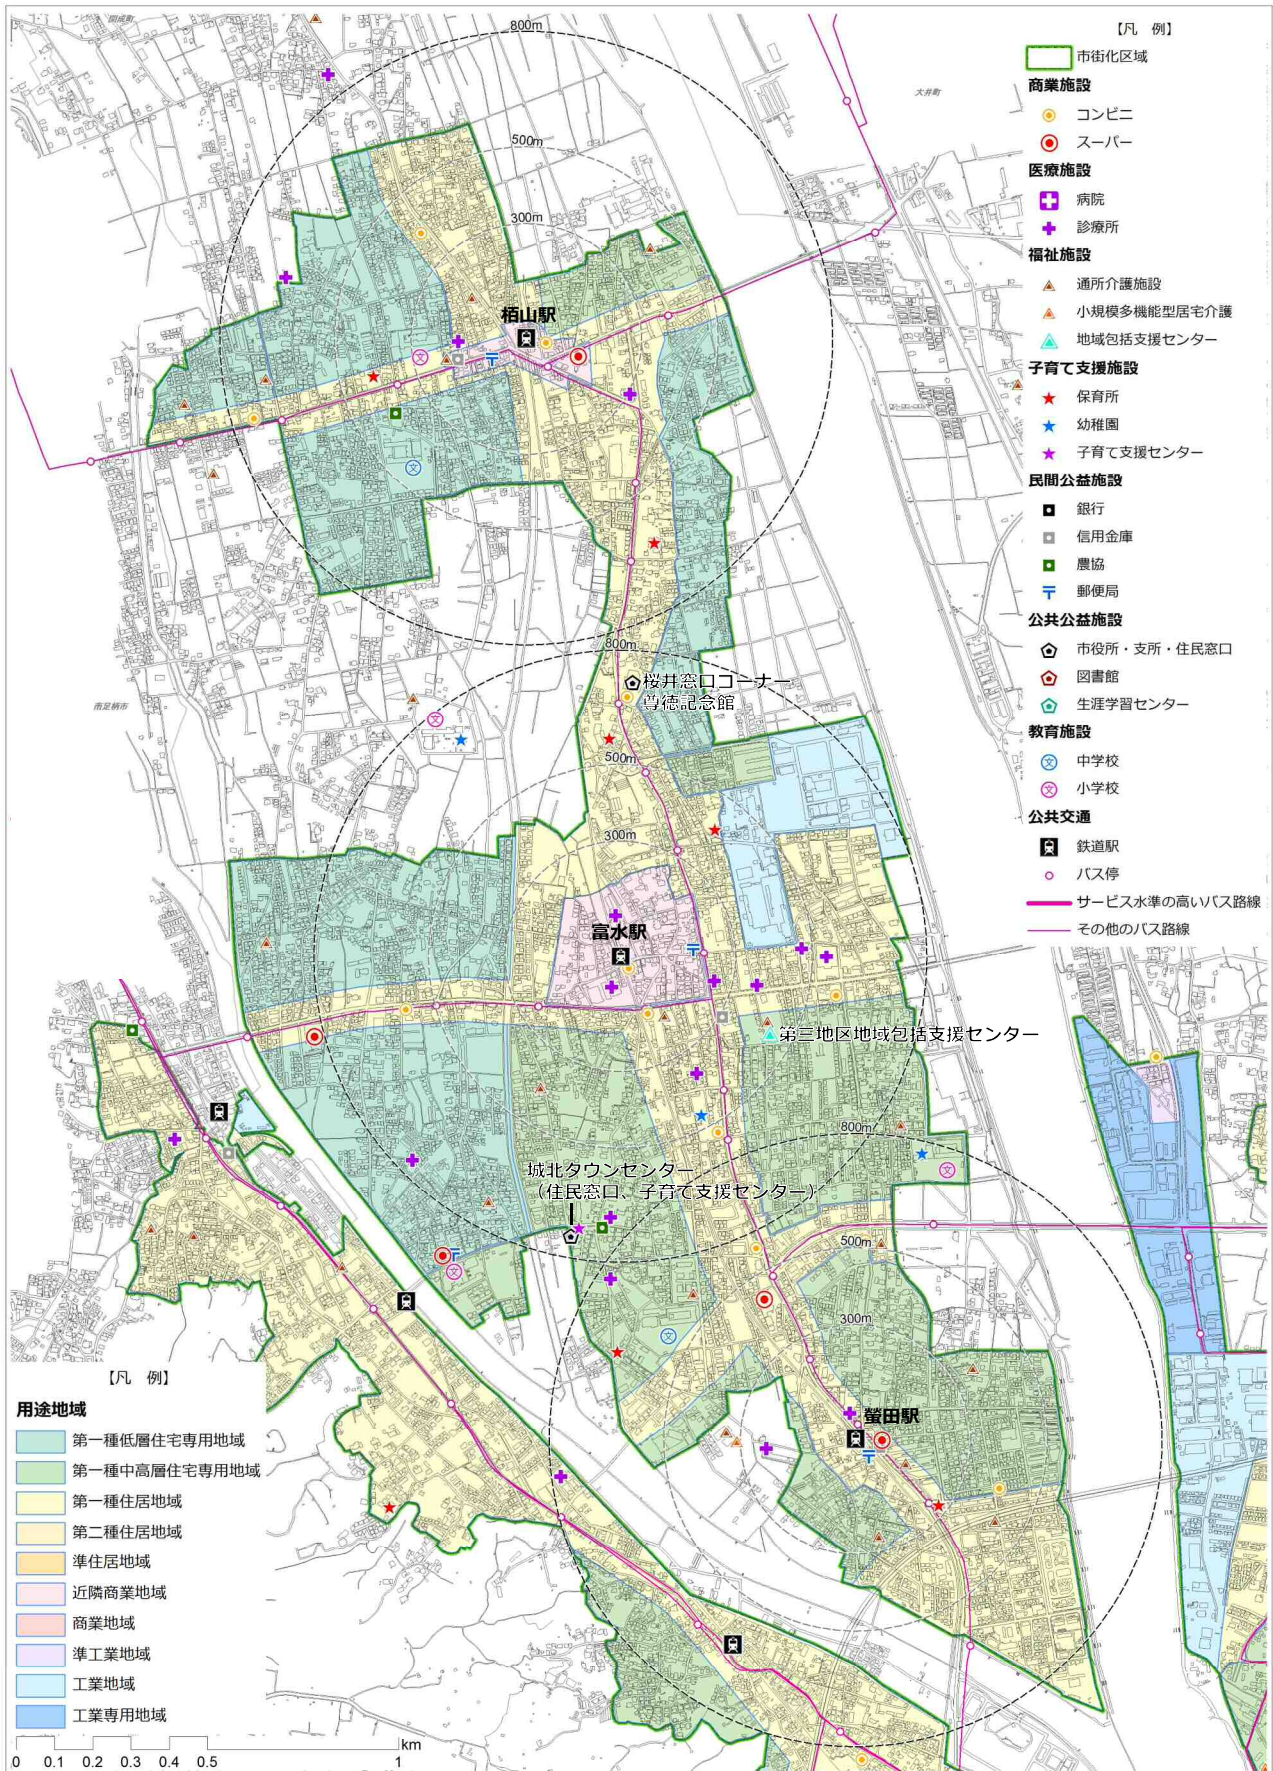 開成町
大井町
800m
500m
300m
栢山駅
800m
桜井窓口コーナー
尊徳記念館
南足柄市
500m
300m
富水駅
第三地区地域包括支援センター
800m
城北タウンセンター
（住民窓口、子育て支援センター）
500m
300m
螢田駅
【凡　例】
市街化区域
商業施設
コンビニ
スーパー
医療施設
病院
診療所
福祉施設
通所介護施設
小規模多機能型居宅介護
地域包括支援センター
子育て支援施設
保育所
幼稚園
子育て支援センター
民間公益施設
銀行
信用金庫
農協
郵便局
公共公益施設
市役所・支所・住民窓口
図書館
生涯学習センター
教育施設
中学校
小学校
公共交通
鉄道駅
バス停
サービス水準の高いバス路線
その他のバス路線
【凡　例】
用途地域
第一種低層住宅専用地域
第一種中高層住宅専用地域
第一種住居地域
第二種住居地域
準住居地域
近隣商業地域
商業地域
準工業地域
工業地域
工業専用地域
km
0 0.1 0.2 0.3 0.4 0.5 1